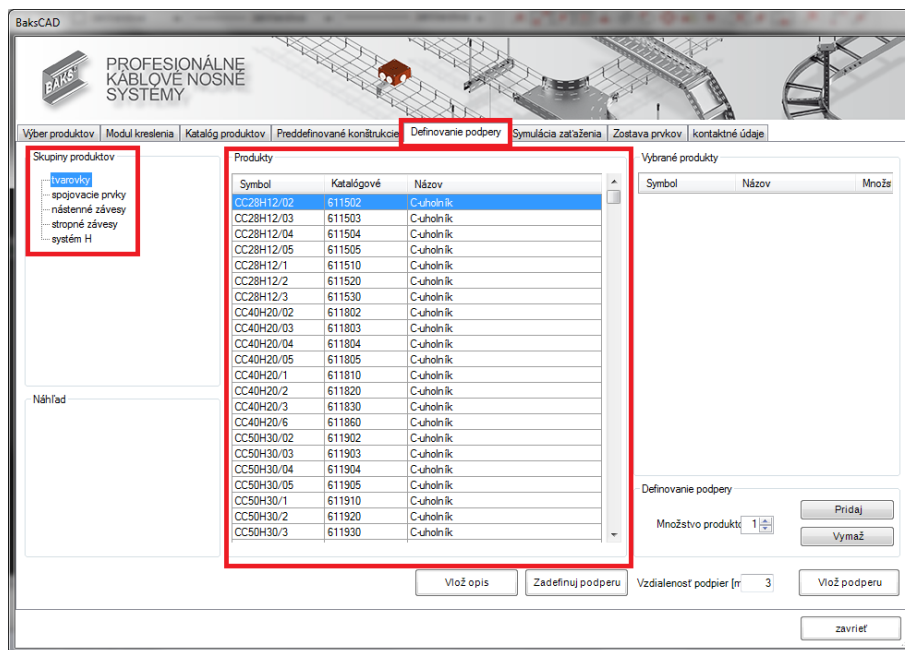 BaksCAD
BAKS
PROFESIONÁLNE
KÁBLOVÉ NOSNÉ
SYSTÉMY
Výber produktov Modul kreslenia Katalóg produktov Preddefinované konštrukcie Definovanie podpery Symulácia zaťaženia Zostava prvkov kontaktné údaje
Skupiny produktov
tvarovky
spojovacie prvky
nástenné závesy
stropné závesy
systém H
Náhľad
Produkty
Symbol Katalógové Názov
CC28H12/02 611502 C-uholník
CC28H12/03 611503 C-uholník
CC28H12/04 611504 C-uholník
CC28H12/05 611505 C-uholník
CC28H12/1 611510 C-uholník
CC28H12/2 611520 C-uholník
CC28H12/3 611530 C-uholník
CC40H20/02 611802 C-uholník
CC40H20/03 611803 C-uholník
CC40H20/04 611804 C-uholník
CC40H20/05 611805 C-uholník
CC40H20/1 611810 C-uholník
CC40H20/2 611820 C-uholník
CC40H20/3 611830 C-uholník
CC40H20/6 611860 C-uholník
CC50H30/02 611902 C-uholník
CC50H30/03 611903 C-uholník
CC50H30/04 611904 C-uholník
CC50H30/05 611905 C-uholník
CC50H30/1 611910 C-uholník
CC50H30/2 611920 C-uholník
CC50H30/3 611930 C-uholník
Vybrané produkty
Symbol Názov Množs
Definovanie podpery
Množstvo produkto 1
Pridaj
Vymaž
Vlož opis Zadefinuj podperu Vzdialenosť podpier [m 3 Vlož podperu
zavrieť